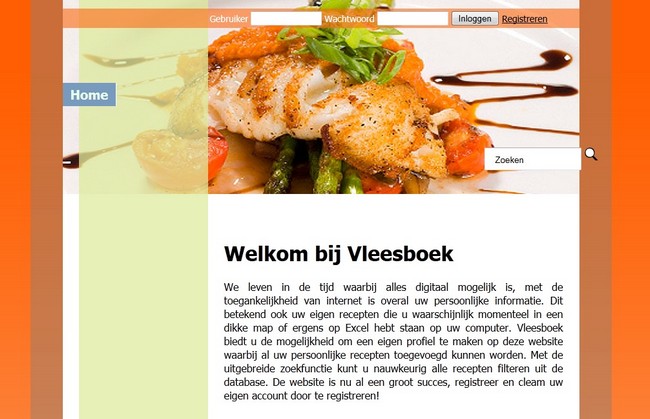 Gebruiker Wachtwoord Inloggen Registreren
Home
Zoeken
Welkom bij Vleesboek
We leven in de tijd waarbij alles digitaal mogelijk is, met de
toegankelijkheid van internet is overal uw persoonlijke informatie. Dit
betekend ook uw eigen recepten die u waarschijnlijk momenteel in een
dikke map of ergens op Excel hebt staan op uw computer. Vleesboek
biedt u de mogelijkheid om een eigen profiel te maken op deze website
waarbij al uw persoonlijke recepten toegevoegd kunnen worden. Met de
uitgebreide zoekfunctie kunt u nauwkeurig alle recepten filteren uit de
database. De website is nu al een groot succes, registreer en cleam uw
eigen account door te registreren!